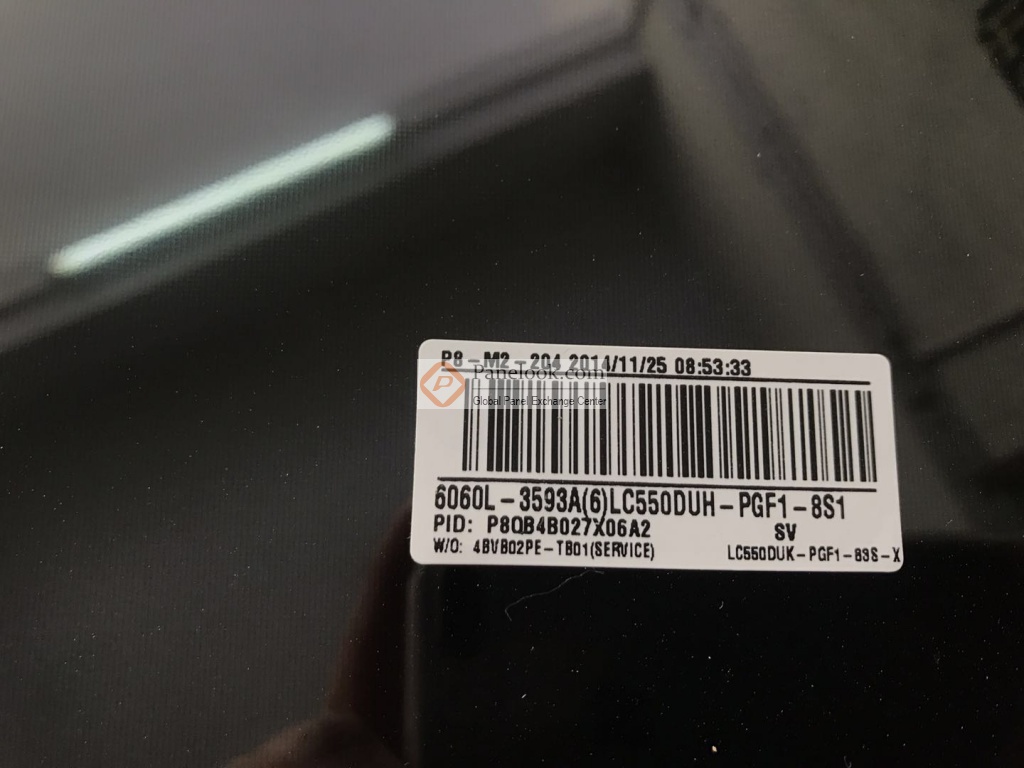 P8-M2-204 2014/11/25 08:53:33
Panelook.com
Global Panel Exchange Center
6060L-3593A(6)LC550DUH-PGF1-8S1
PID: P8QB4B027X06A2 SV
W/O: 4BVB02PE-TB01(SERVICE) LC550DUK-PGF1-83S-X